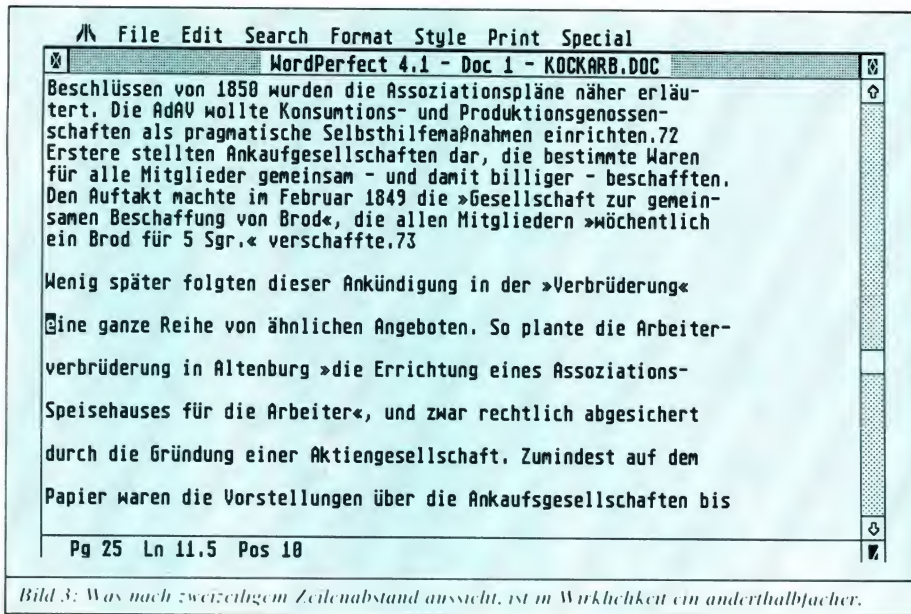 File Edit Search Format Style Print Special
WordPerfect 4.1 - Doc 1 - KOCKARB.DOC
Beschlüssen von 1850 wurden die Assoziationspläne näher erläu-
tert. Die AdAV wollte Konsumtions- und Produktionsgenossen-
schaften als pragmatische Selbsthilfemaßnahmen einrichten.72
Erstere stellten Ankaufgesellschaften dar, die bestimmte Waren
für alle Mitglieder gemeinsam - und damit billiger - beschafften.
Den Auftakt machte im Februar 1849 die »Gesellschaft zur gemein-
samen Beschaffung von Brod«, die allen Mitgliedern »wöchentlich
ein Brod für 5 Sgr.« verschaffte.73
Wenig später folgten dieser Ankündigung in der »Verbrüderung«
eine ganze Reihe von ähnlichen Angeboten. So plante die Arbeiter-
verbrüderung in Altenburg »die Errichtung eines Assoziations-
Speisehauses für die Arbeiter«, und zwar rechtlich abgesichert
durch die Gründung einer Aktiengesellschaft. Zumindest auf dem
Papier waren die Vorstellungen über die Ankaufsgesellschaften bis
Pg 25 Ln 11.5 Pos 10
Bild 3: Was nach zweizeiligem Zeilenabstand aussieht, ist in Wirklichkeit ein anderthalbfacher.